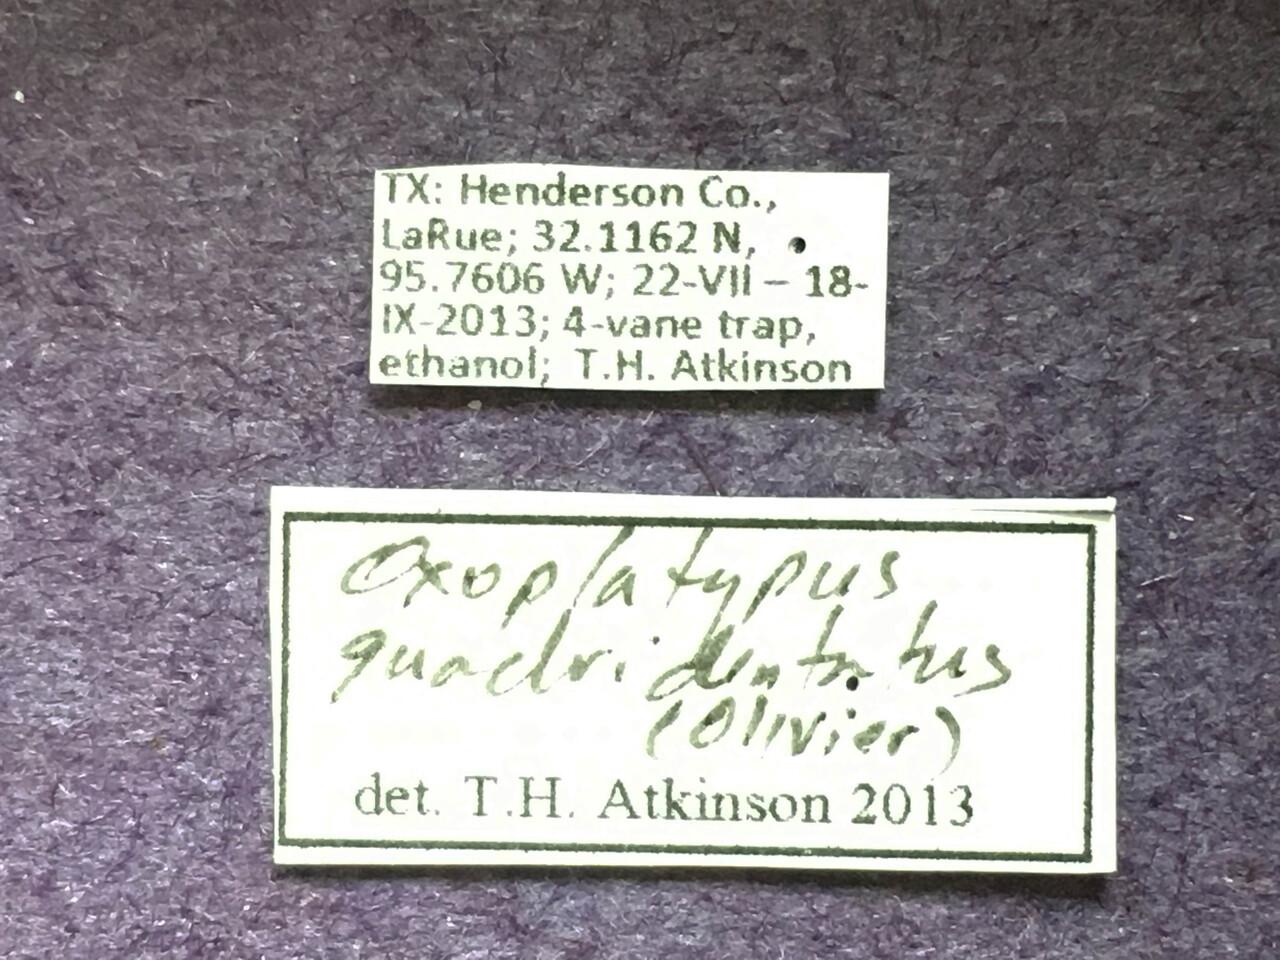 TX: Henderson Co.,
LaRue; 32.1162 N,
95.7606 W; 22-VII – 18-
IX-2013; 4-vane trap,
ethanol; T.H. Atkinson
Oxoplatypus
quadridentatus
(Olivier)
det. T.H. Atkinson 2013